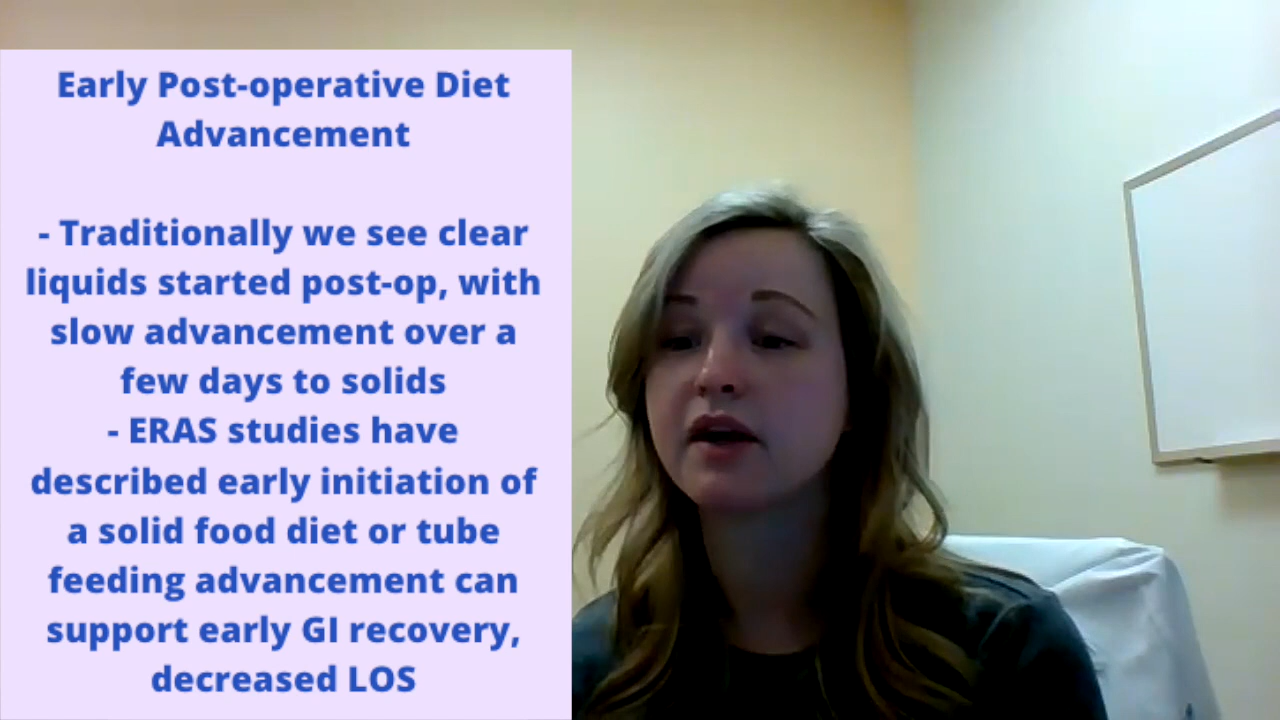 Early Post-operative Diet
Advancement
- Traditionally we see clear
liquids started post-op, with
slow advancement over a
few days to solids
- ERAS studies have
described early initiation of
a solid food diet or tube
feeding advancement can
support early GI recovery,
decreased LOS